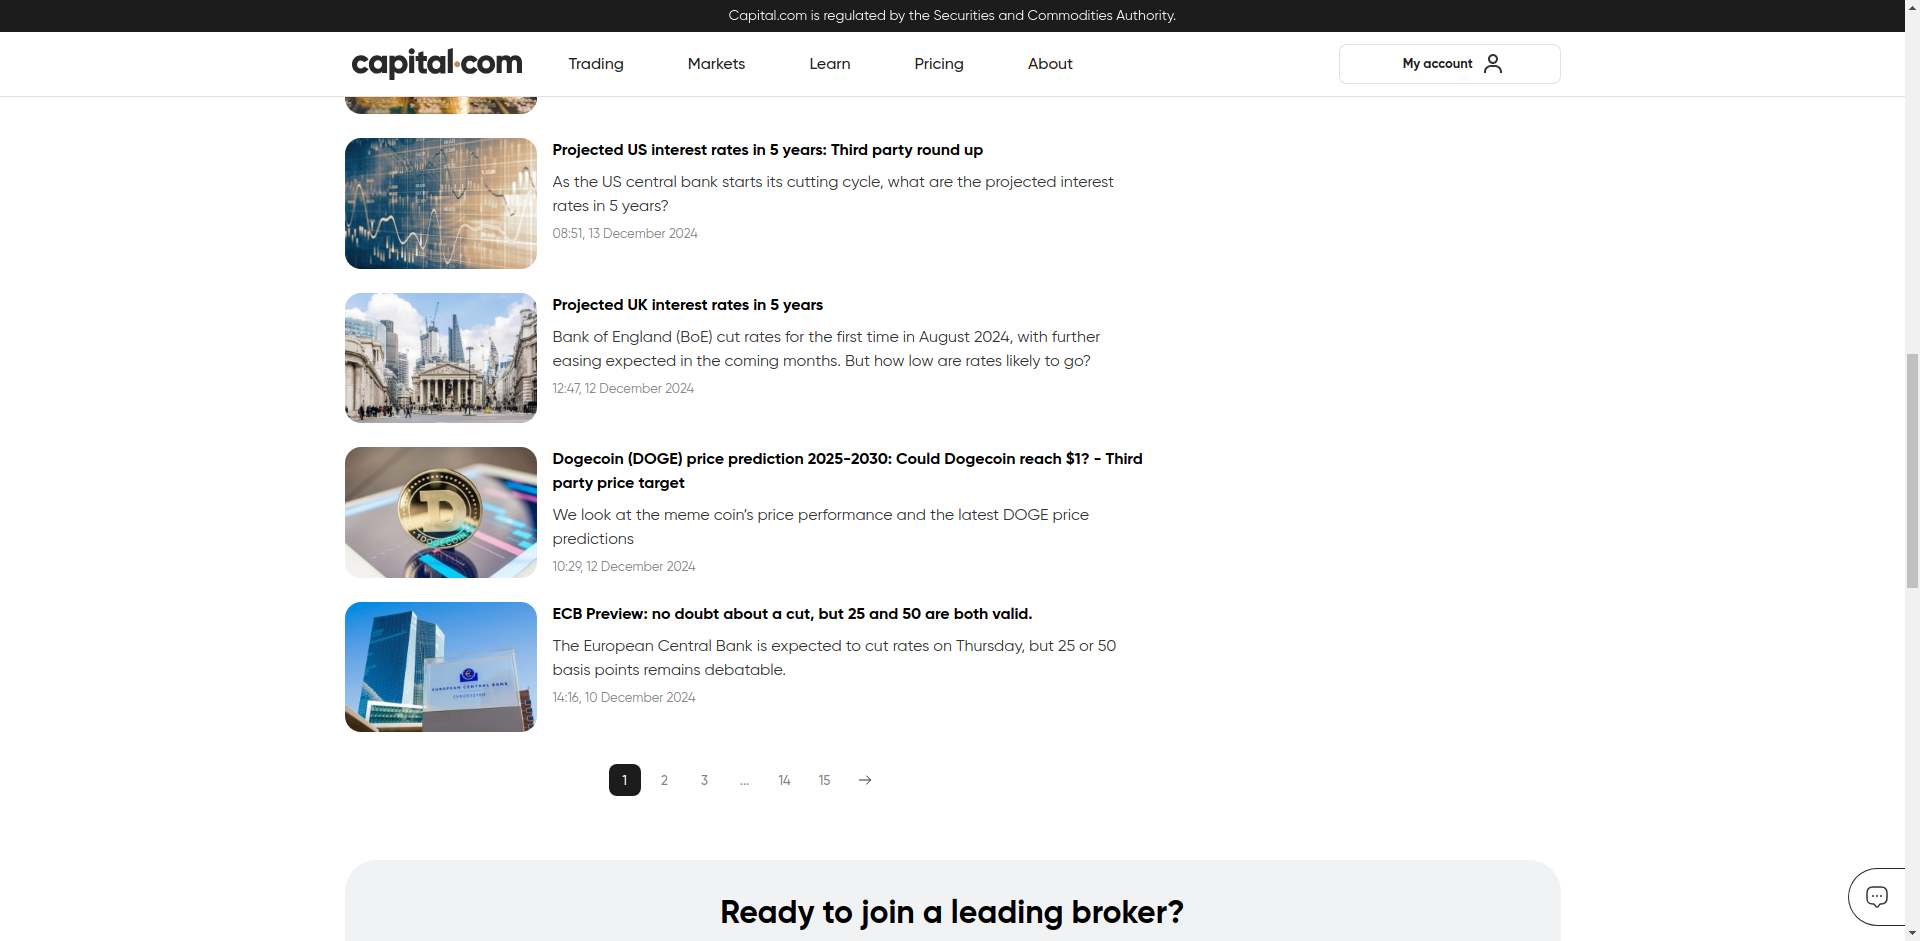 Capital.com is regulated by the Securities and Commodities Authority.
capital.com
Trading
Markets
Learn
Pricing
About
My account
Projected US interest rates in 5 years: Third party round up
As the US central bank starts its cutting cycle, what are the projected interest
rates in 5 years?
08:51, 13 December 2024
Projected UK interest rates in 5 years
Bank of England (BoE) cut rates for the first time in August 2024, with further
easing expected in the coming months. But how low are rates likely to go?
12:47, 12 December 2024
Dogecoin (DOGE) price prediction 2025-2030: Could Dogecoin reach $1? - Third
party price target
We look at the meme coin’s price performance and the latest DOGE price
predictions
10:29, 12 December 2024
EUROPEAN CENTRAL BANK
EUROSYSTEM
ECB Preview: no doubt about a cut, but 25 and 50 are both valid.
The European Central Bank is expected to cut rates on Thursday, but 25 or 50
basis points remains debatable.
14:16, 10 December 2024
1
2
3
...
14
15
Ready to join a leading broker?